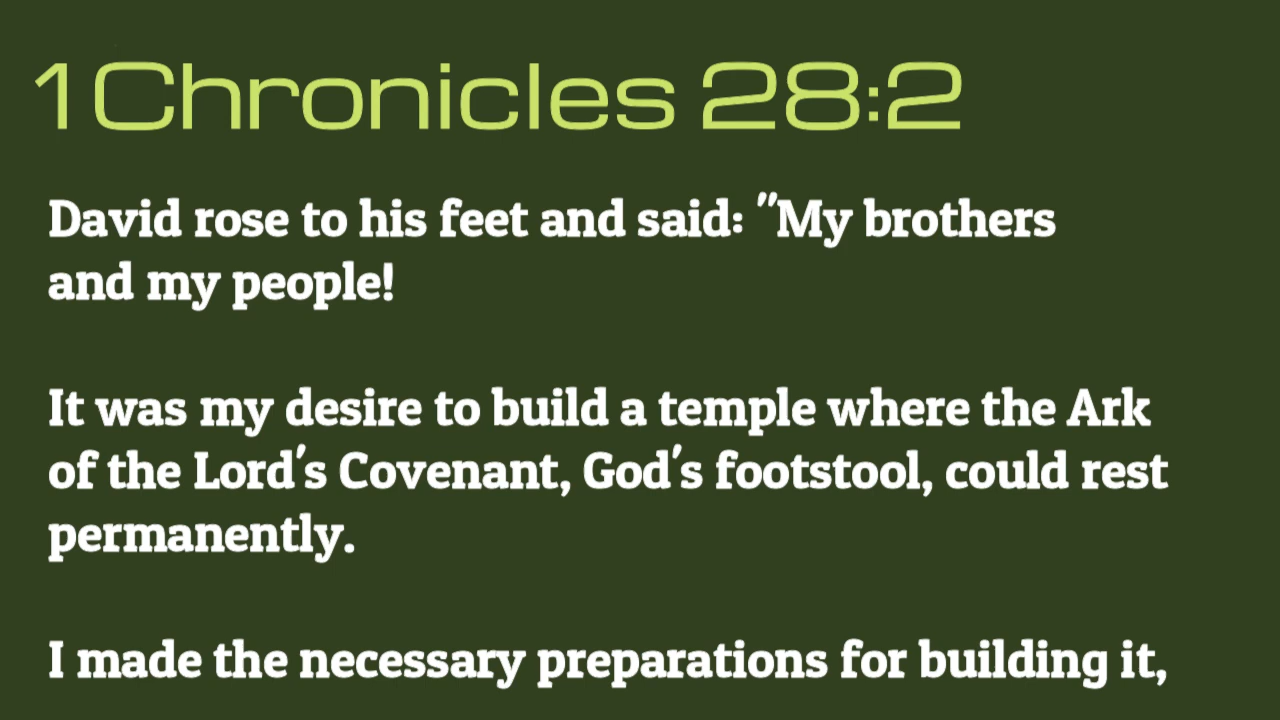 1 Chronicles 28:2
David rose to his feet and said: "My brothers
and my people!
It was my desire to build a temple where the Ark
of the Lord's Covenant, God's footstool, could rest
permanently.
I made the necessary preparations for building it,